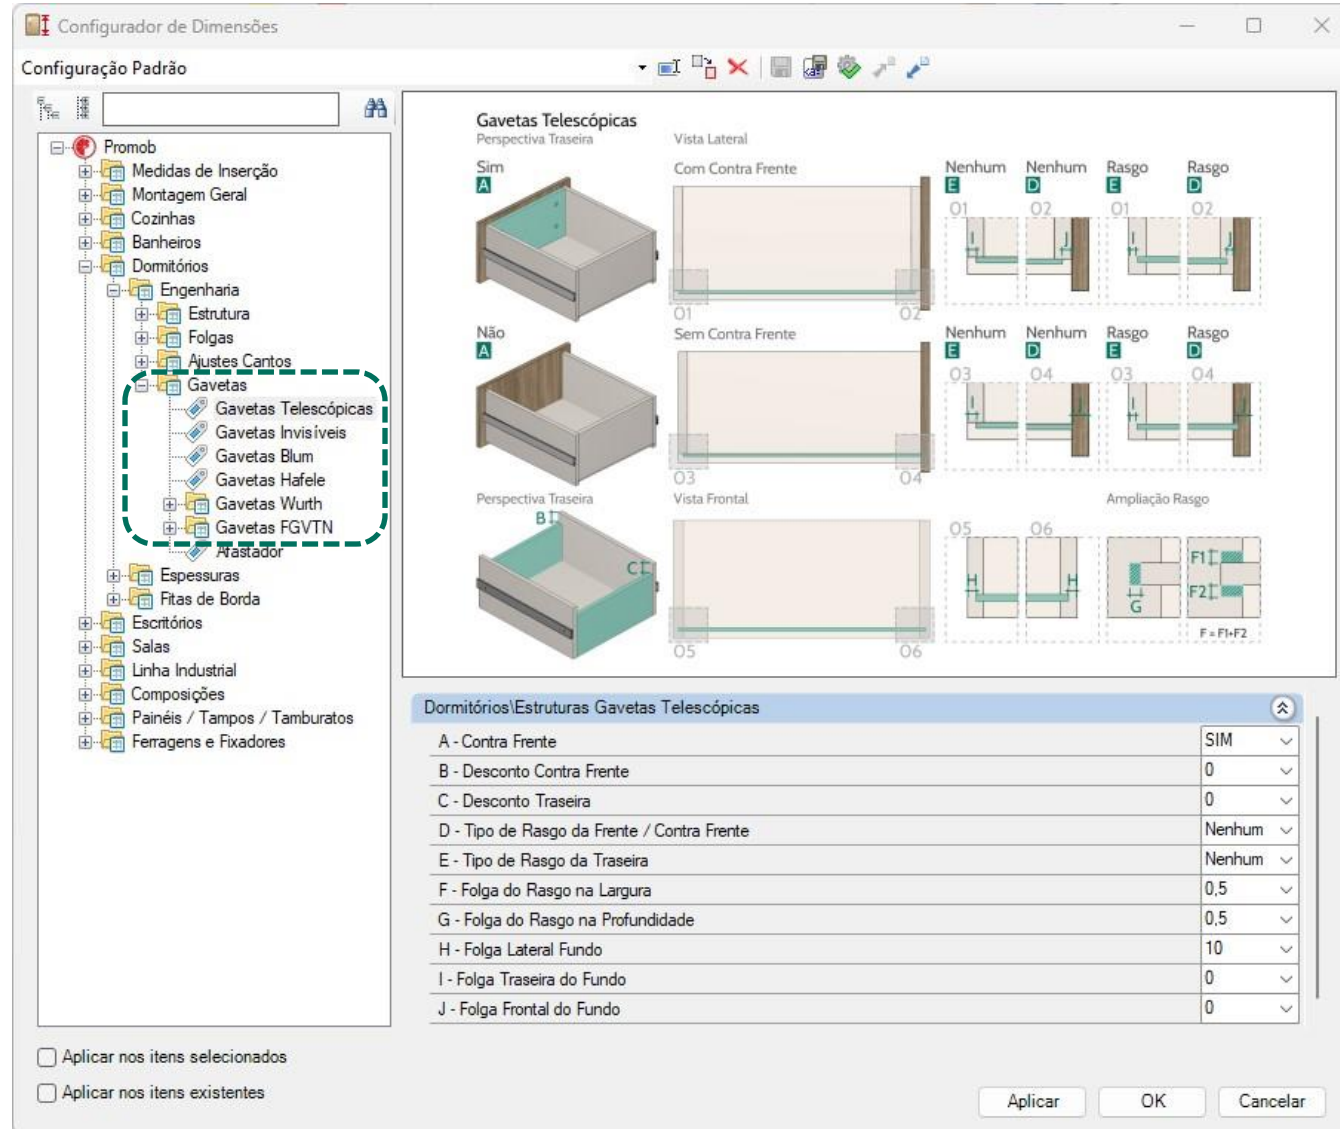 Configurador de Dimensões
Configuração Padrão
Promob
Medidas de Inserção
Montagem Geral
Cozinhas
Banheiros
Dormitórios
Engenharia
Estrutura
Folgas
Ajustes Cantos
Gavetas
Gavetas Telescópicas
Gavetas Invisíveis
Gavetas Blum
Gavetas Hafele
Gavetas Wurth
Gavetas FGVTN
Afastador
Espessuras
Fitas de Borda
Escritórios
Salas
Linha Industrial
Composições
Painéis / Tampos / Tamburatos
Ferragens e Fixadores
Gavetas Telescópicas
Perspectiva Traseira Vista Lateral
Sim Com Contra Frente Nenhum Nenhum Rasgo Rasgo
A E D E D
01 02 01 02
I J I J
01 02
Não Sem Contra Frente Nenhum Nenhum Rasgo Rasgo
A E D E D
03 04 03 04
I J I J
03 04
Perspectiva Traseira Vista Frontal Ampliação Rasgo
B C
05 06
H H G F1 F2
F = F1+F2
05 06
Dormitórios\Estruturas Gavetas Telescópicas
A - Contra Frente SIM
B - Desconto Contra Frente 0
C - Desconto Traseira 0
D - Tipo de Rasgo da Frente / Contra Frente Nenhum
E - Tipo de Rasgo da Traseira Nenhum
F - Folga do Rasgo na Largura 0,5
G - Folga do Rasgo na Profundidade 0,5
H - Folga Lateral Fundo 10
I - Folga Traseira do Fundo 0
J - Folga Frontal do Fundo 0
Aplicar nos itens selecionados
Aplicar nos itens existentes
Aplicar OK Cancelar